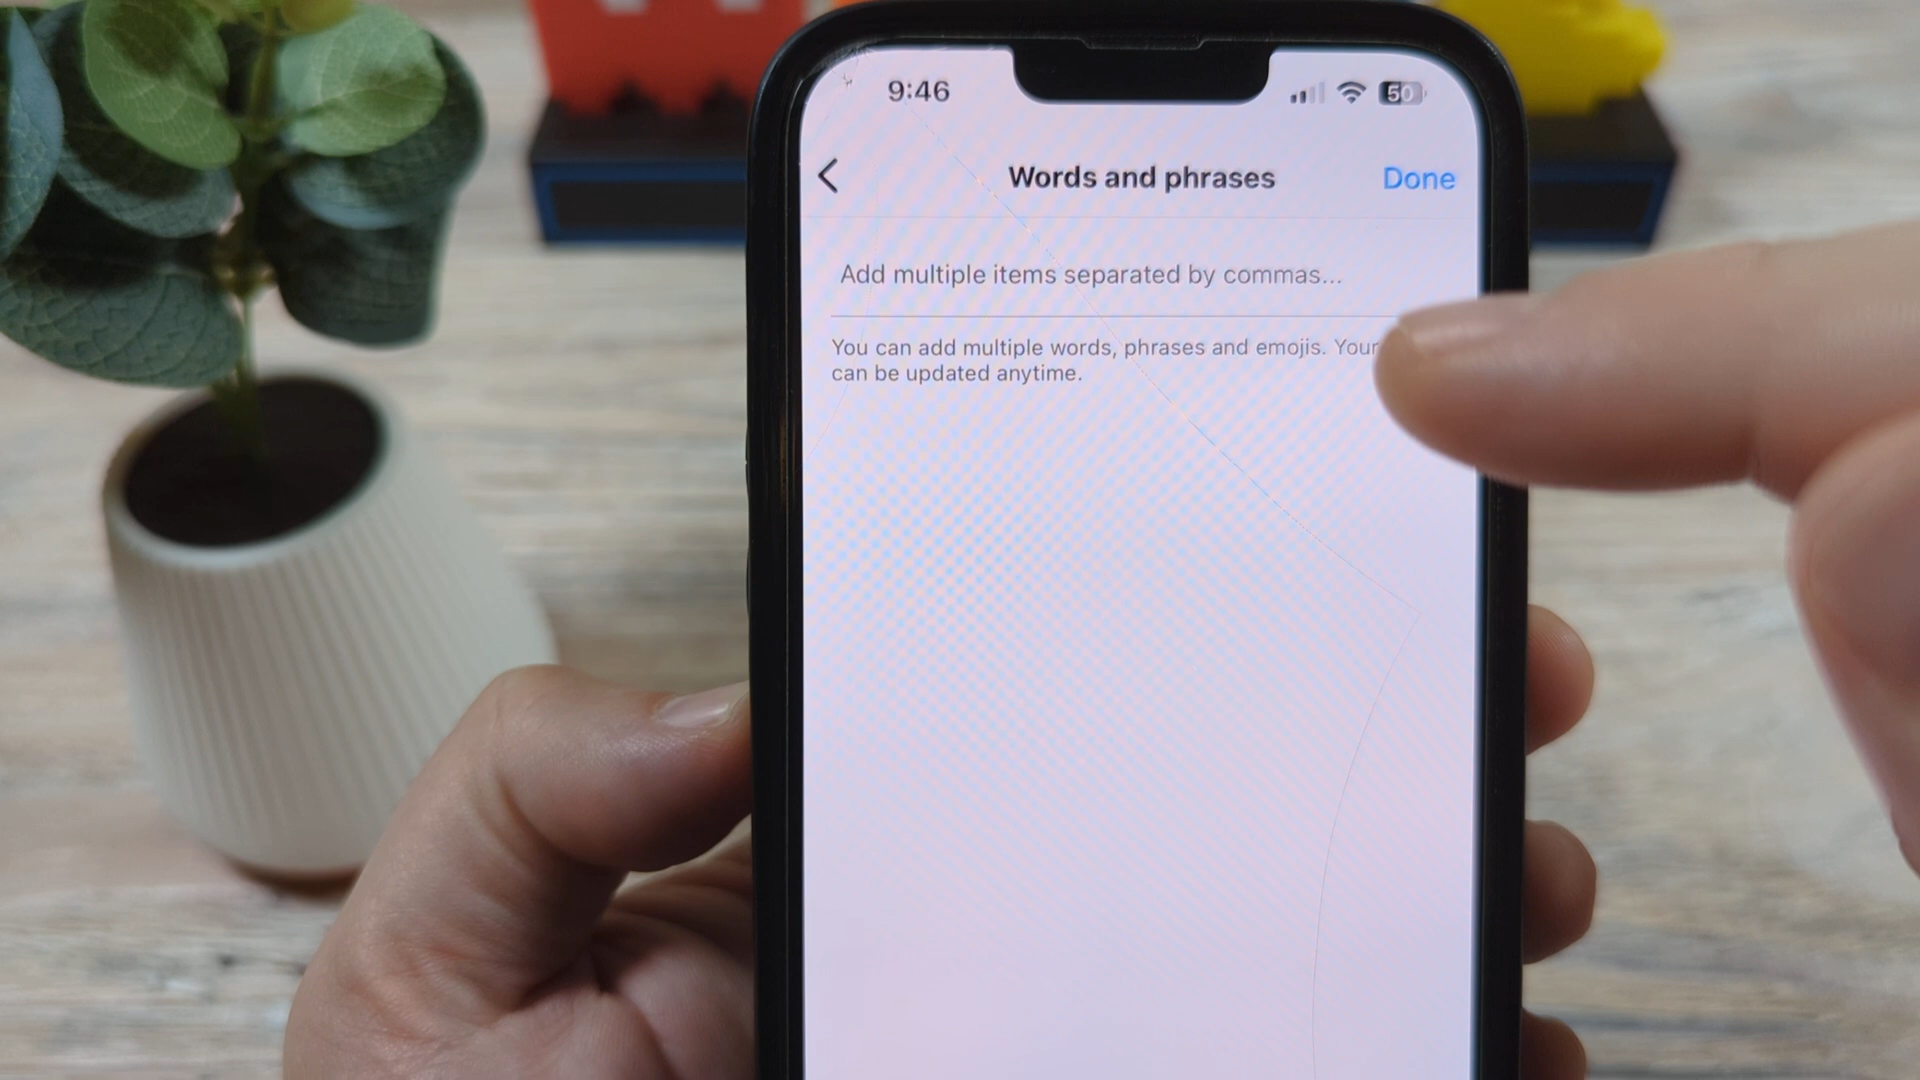 9:46
50
Words and phrases
Done
Add multiple items separated by commas...
You can add multiple words, phrases and emojis. Your
can be updated anytime.